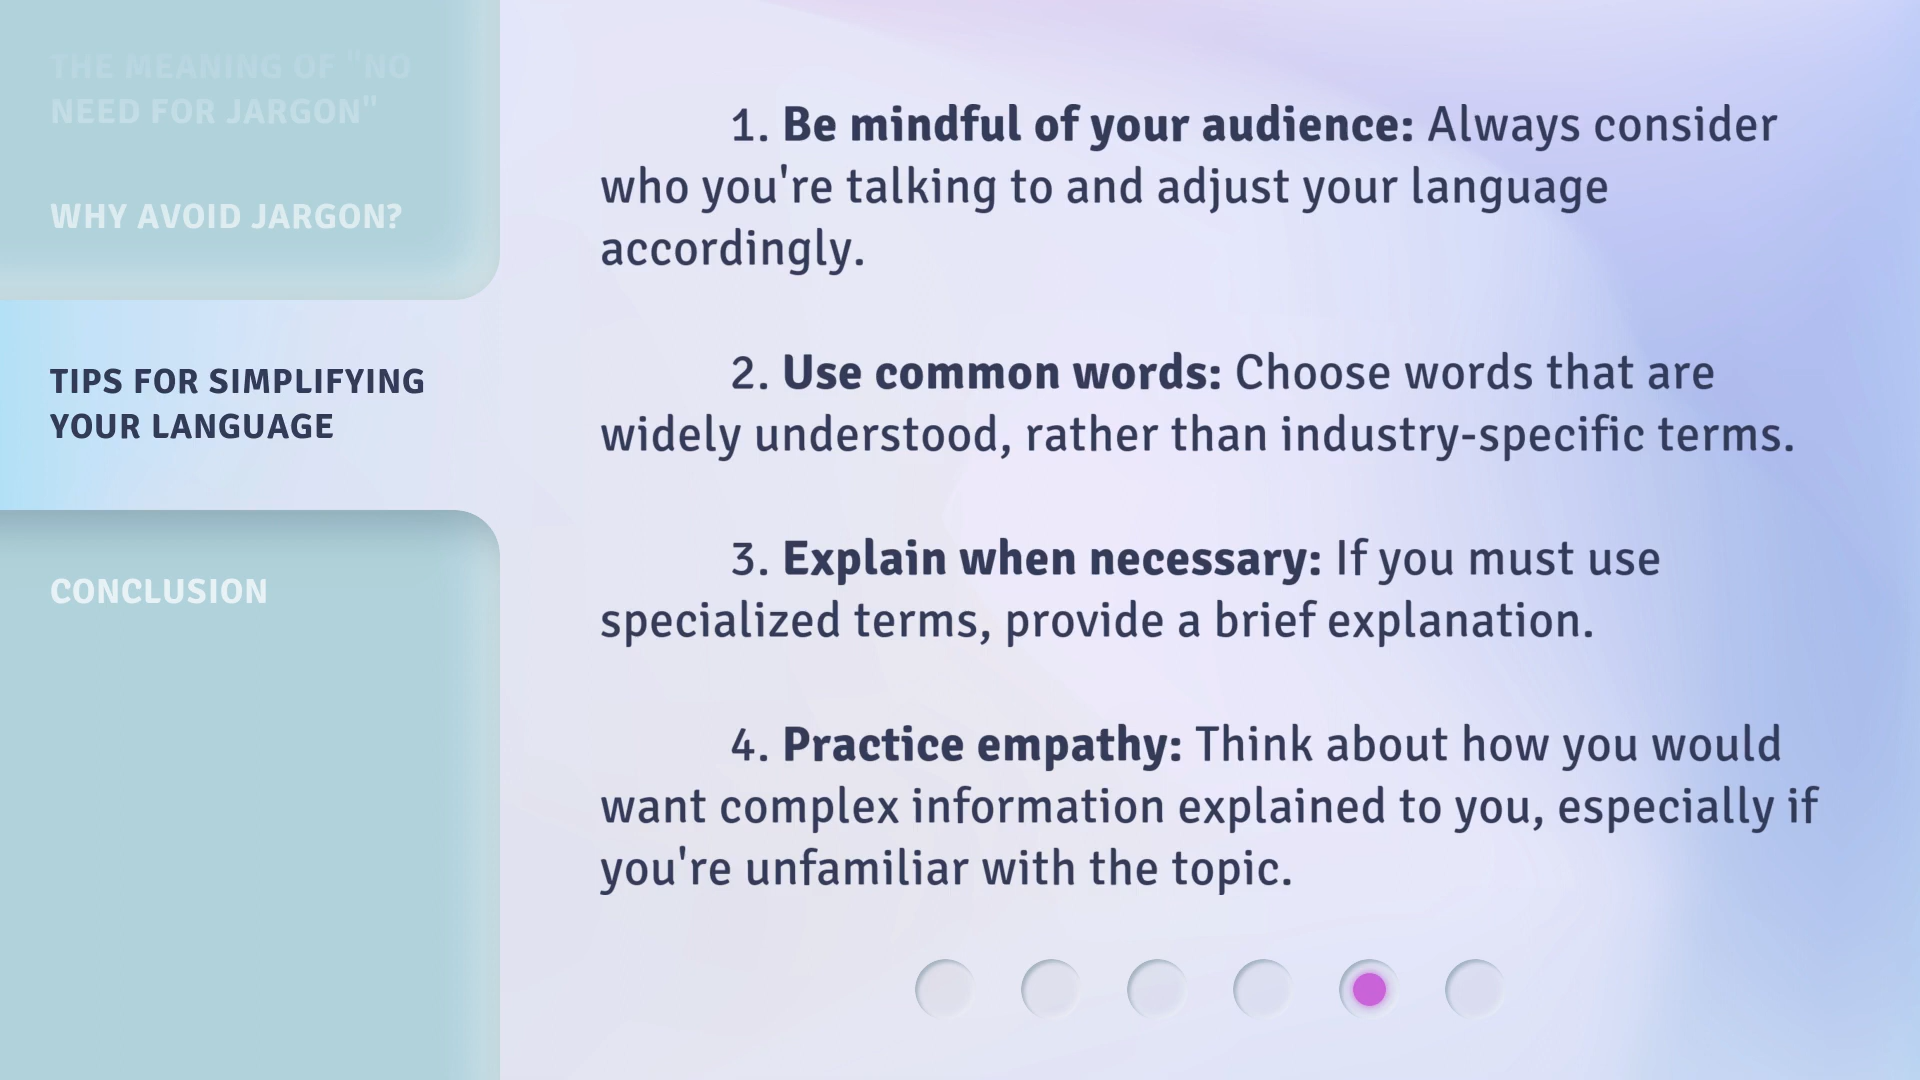 THE MEANING OF "NO
NEED FOR JARGON"
WHY AVOID JARGON?
TIPS FOR SIMPLIFYING
YOUR LANGUAGE
CONCLUSION
1. Be mindful of your audience: Always consider
who you're talking to and adjust your language
accordingly.
2. Use common words: Choose words that are
widely understood, rather than industry-specific terms.
3. Explain when necessary: If you must use
specialized terms, provide a brief explanation.
4. Practice empathy: Think about how you would
want complex information explained to you, especially if
you're unfamiliar with the topic.